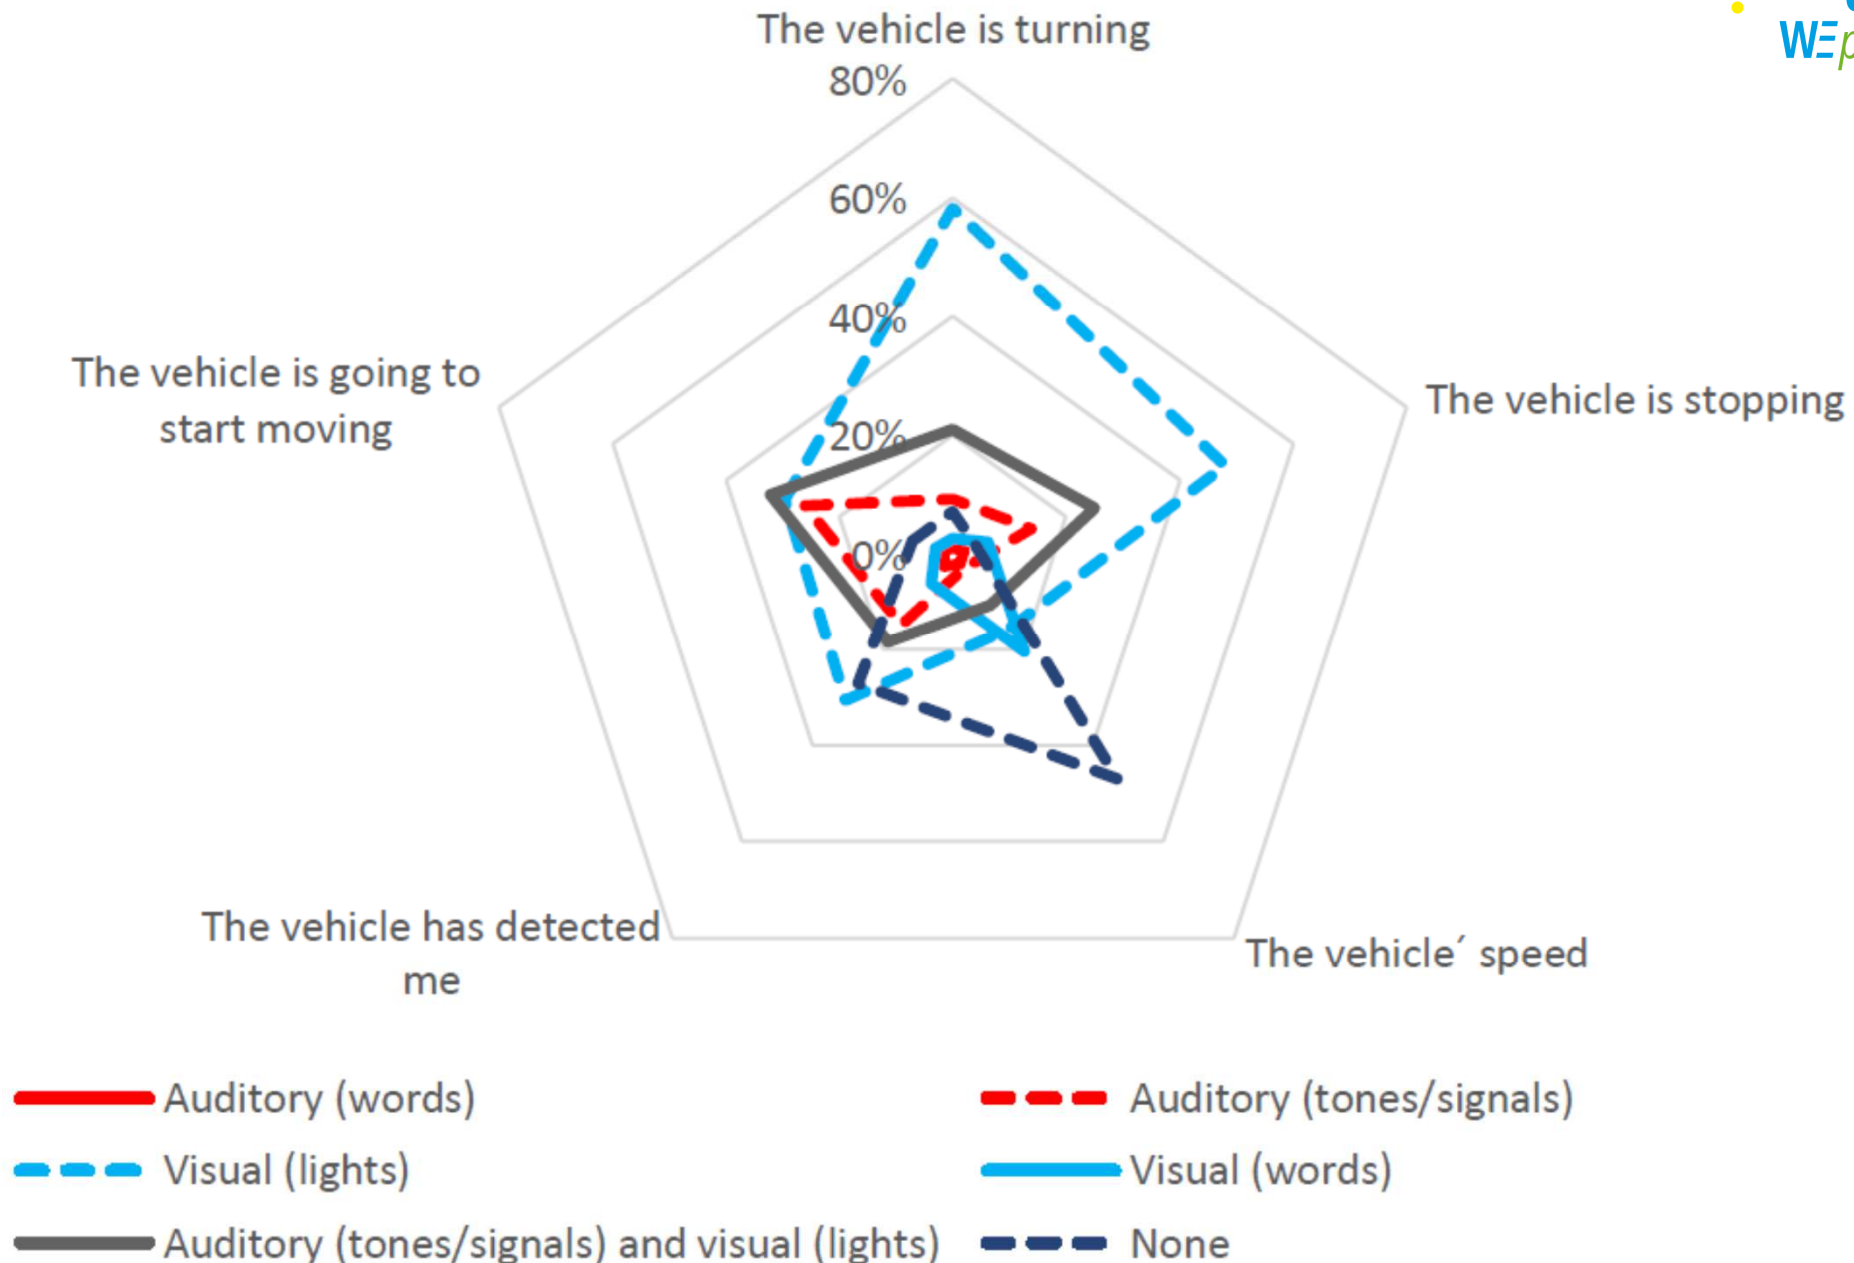 The vehicle is turning
WEp
80%
60%
40%
20%
0%
The vehicle is going to
start moving
The vehicle is stopping
The vehicle has detected
me
The vehicle´ speed
Auditory (words)
Auditory (tones/signals)
Visual (lights)
Visual (words)
Auditory (tones/signals) and visual (lights)
None